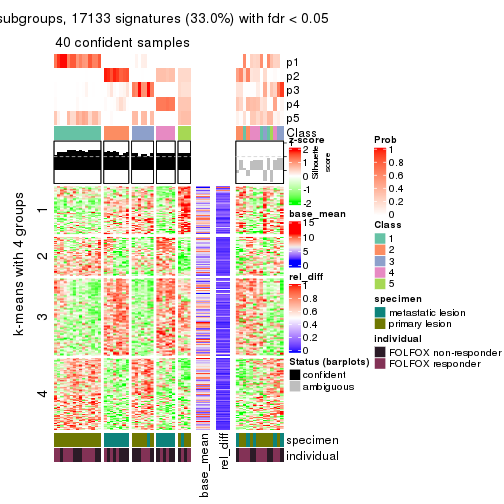 subgroups, 17133 signatures (33.0%) with fdr < 0.05
40 confident samples
p1
p2
p3
p4
p5
Class
1
2
3
4
k-means with 4 groups
z-score
2
1
0
-1
-2
Silhouette
score
base_mean
15
10
5
0
rel_diff
1
0.8
0.6
0.4
0.2
0
Status (barplots)
confident
ambiguous
Prob
1
0.8
0.6
0.4
0.2
0
Class
1
2
3
4
5
specimen
metastatic lesion
primary lesion
individual
FOLFOX non-responder
FOLFOX responder
specimen
individual
base_mean
rel_diff